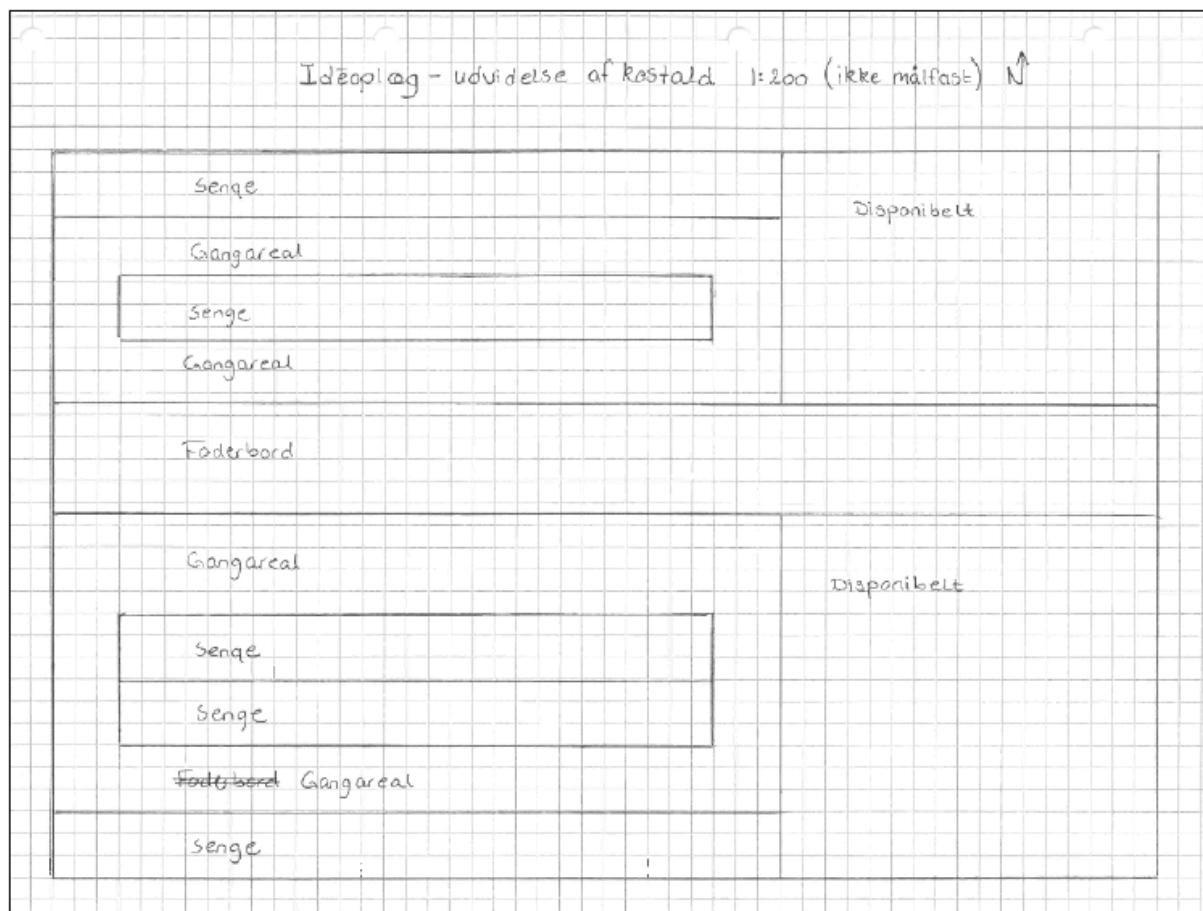 Idéoplæg - udvidelse af kostald 1:200 (ikke målfast) N
Senge
Disponibelt
Gangareal
Senge
Gangareal
Foderbord
Gangareal
Disponibelt
Senge
Senge
Foderbord Gangareal
Senge